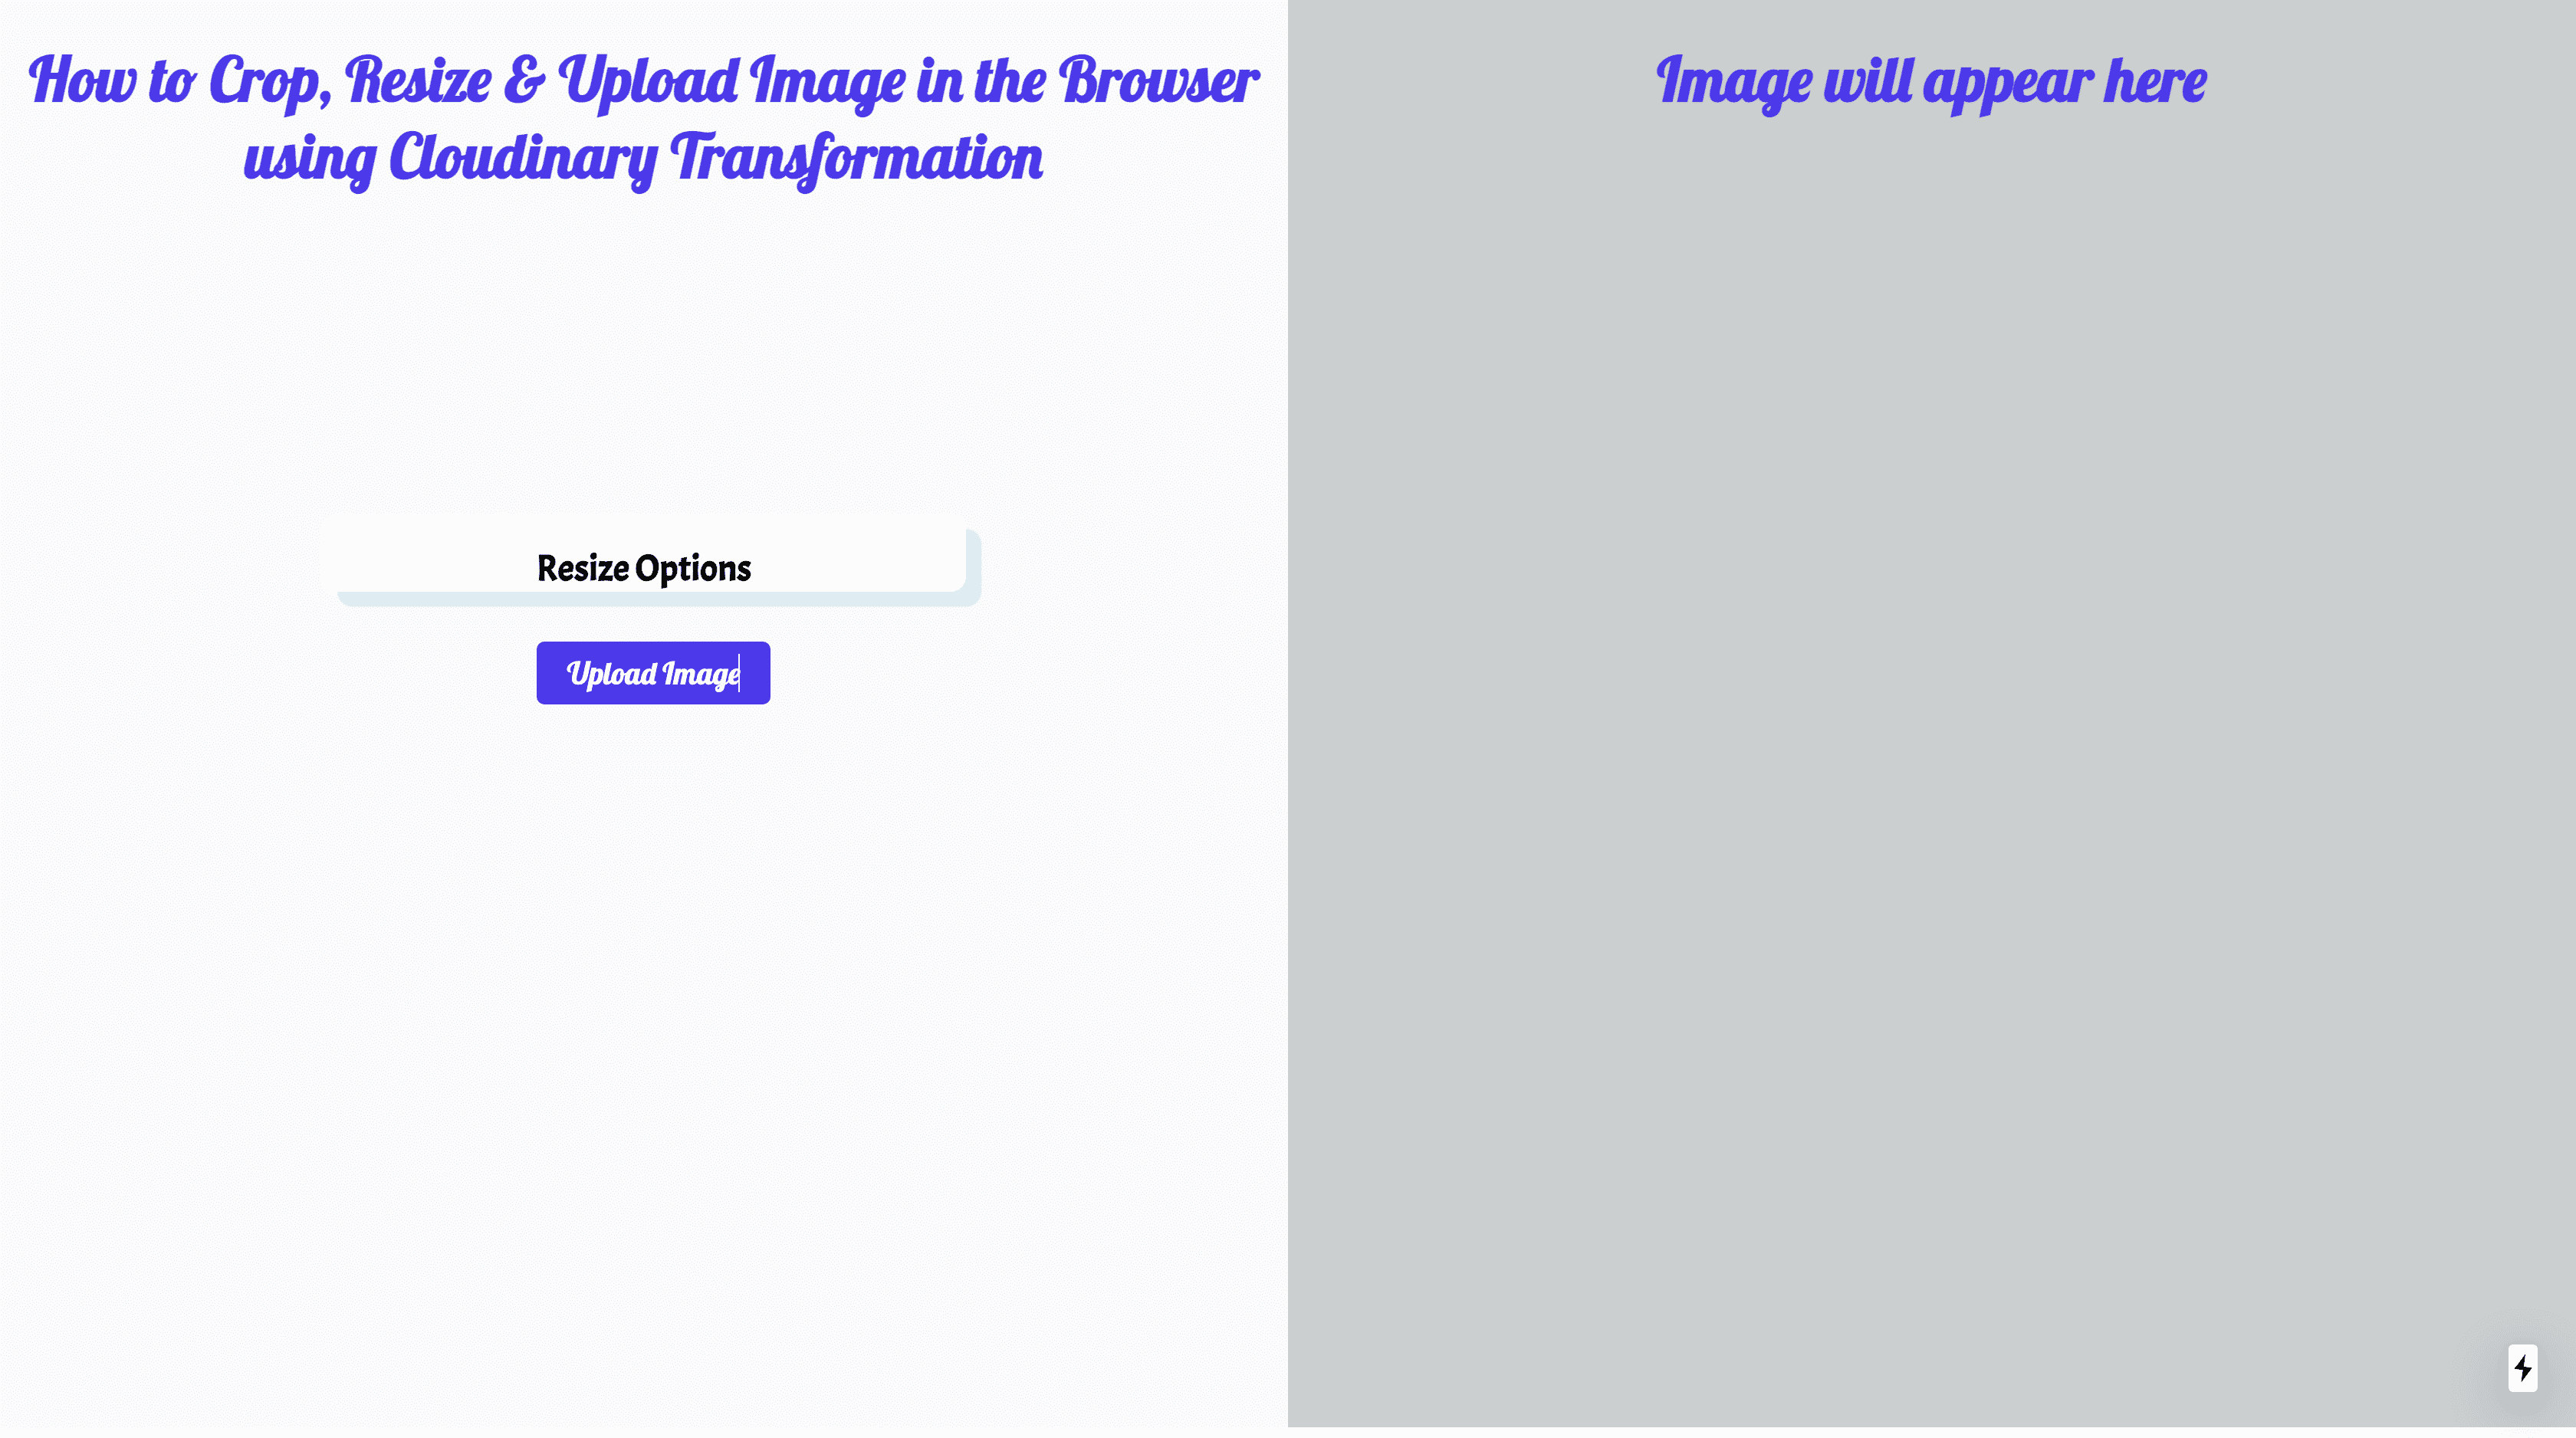 How to Crop, Resize & Upload Image in the Browser
using Cloudinary Transformation
Resize Options
Upload Image
Image will appear here